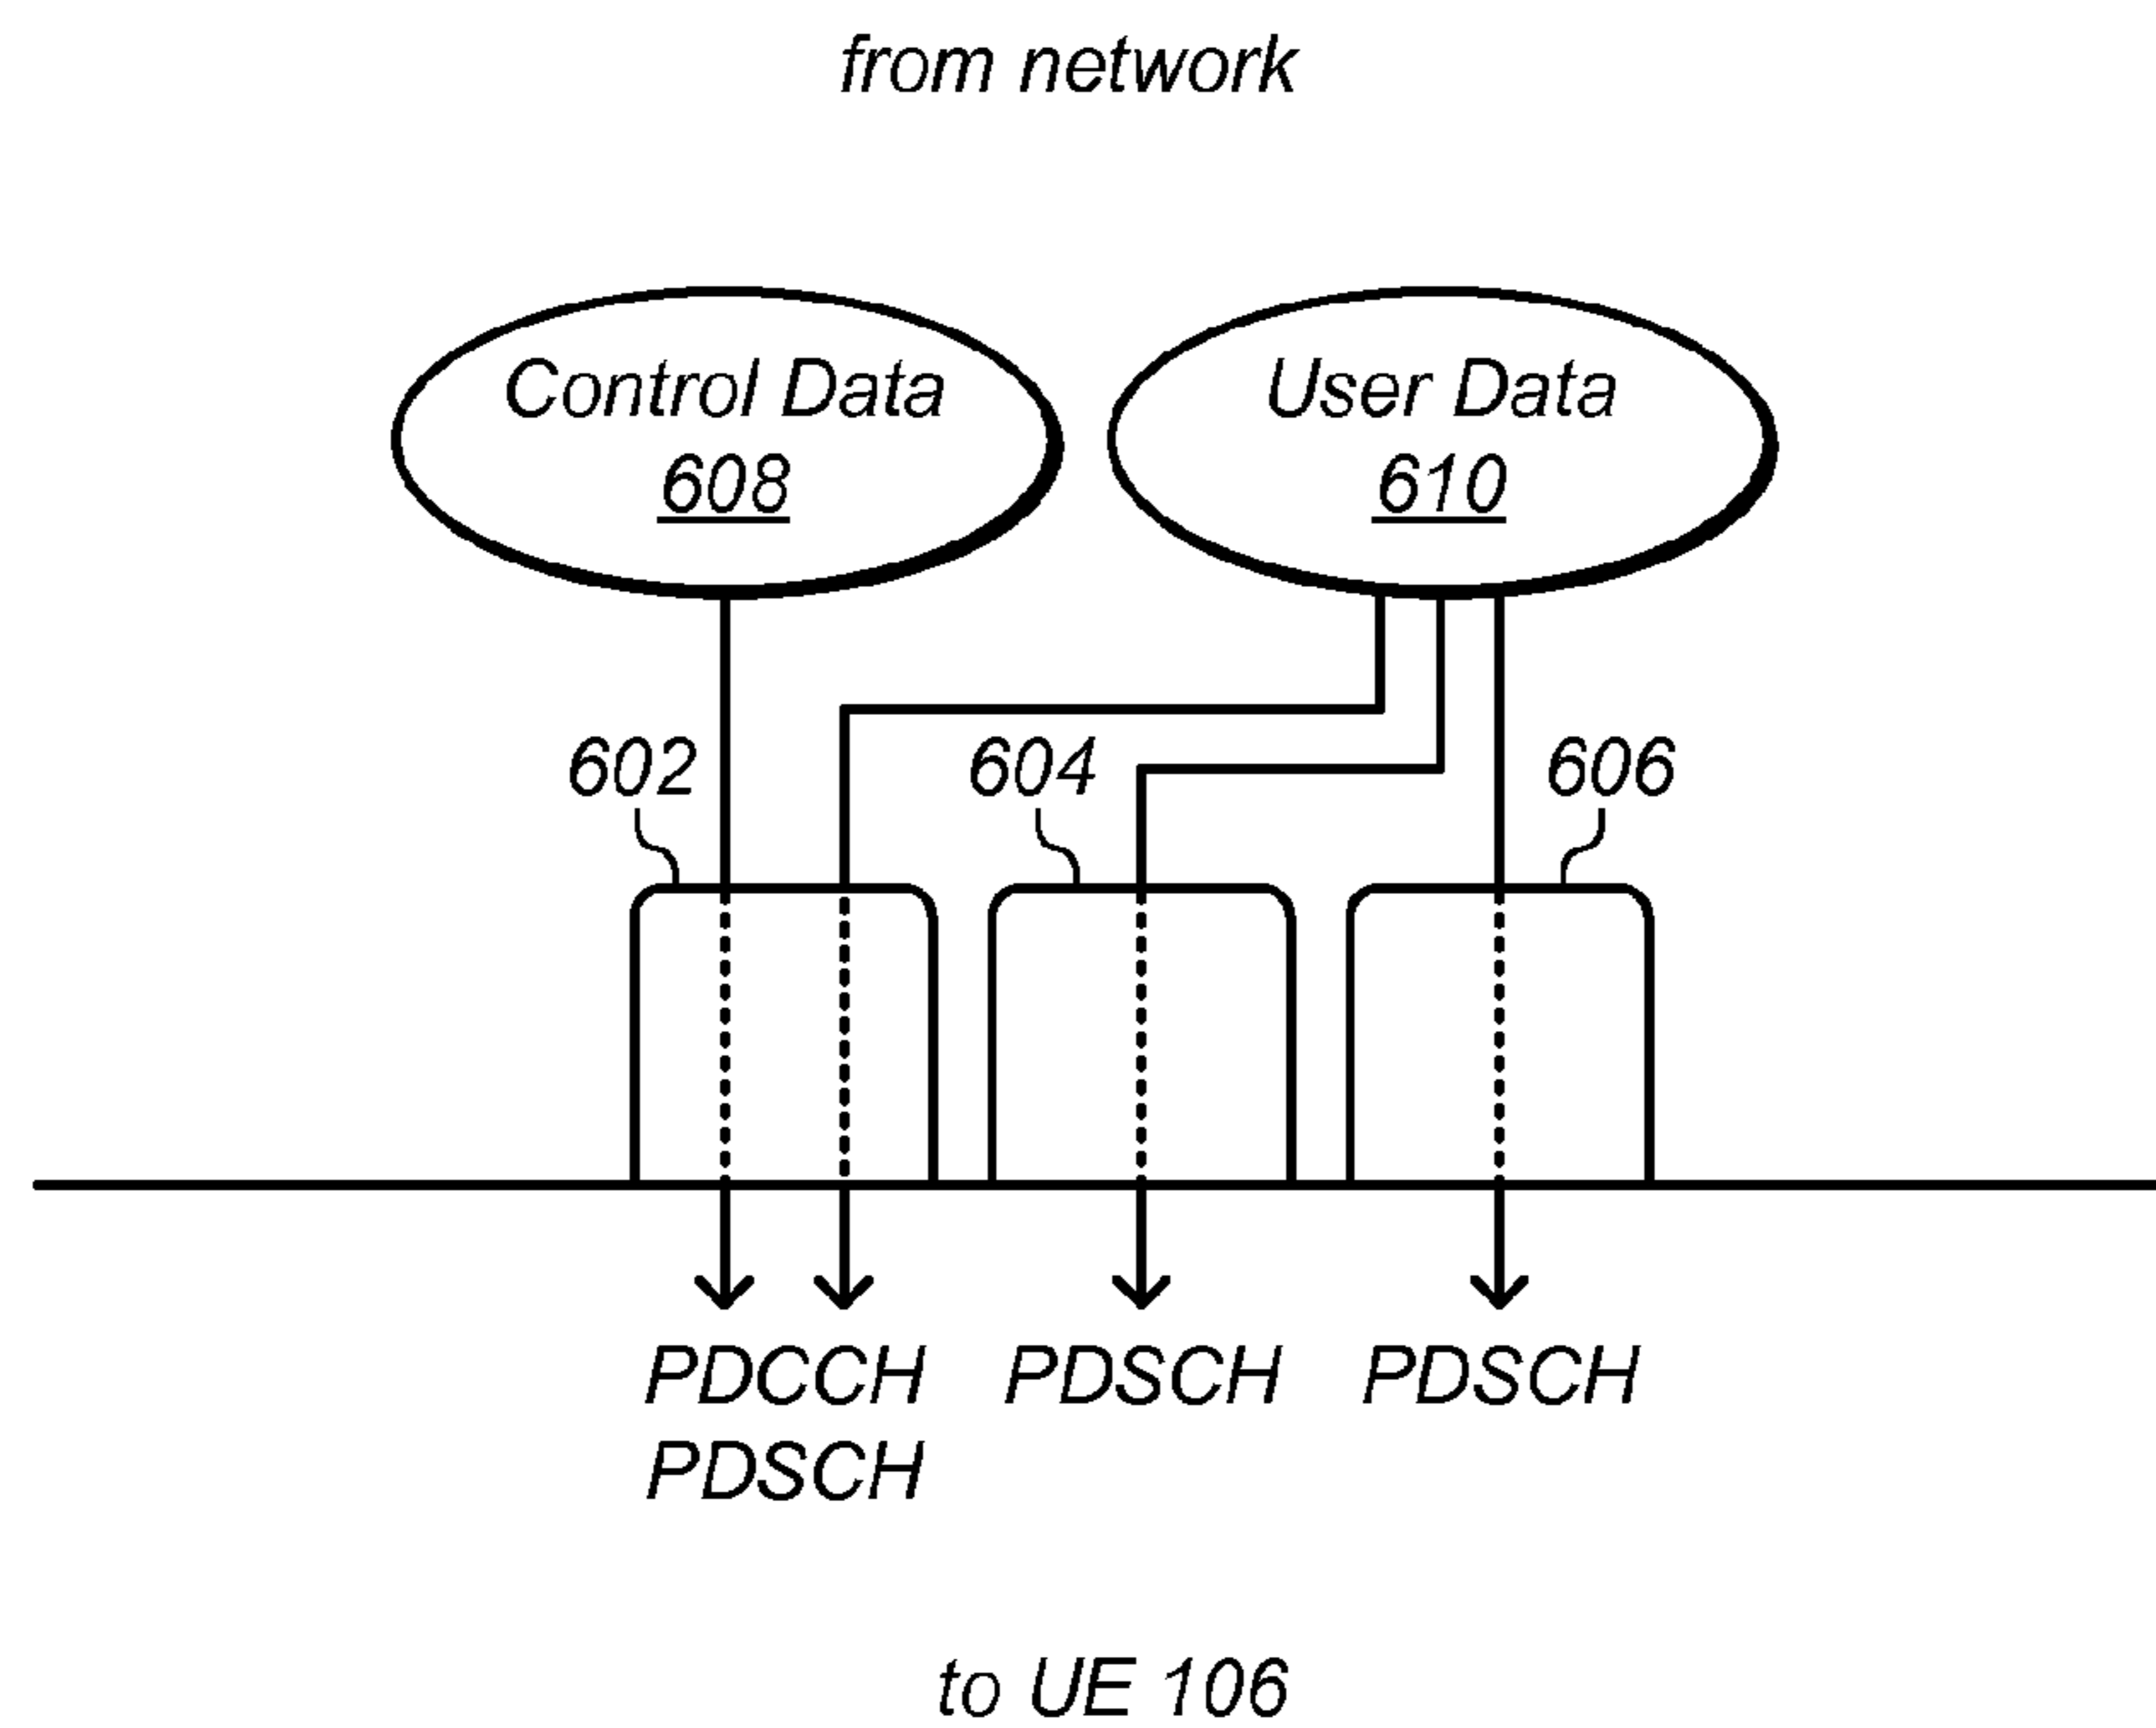 from network
Control Data
608
User Data
610
602
604
606
PDCCH
PDSCH
PDSCH
PDSCH
to UE 106